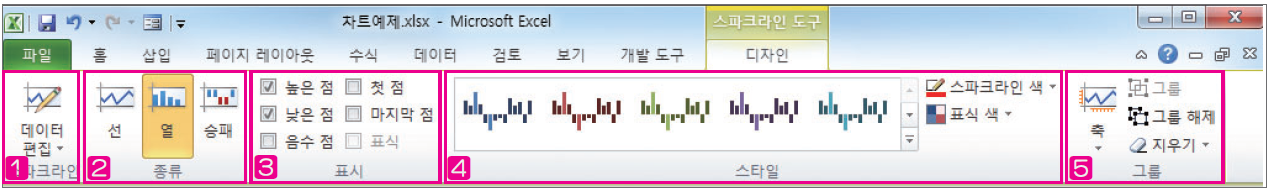 차트예제.xlsx - Microsoft Excel
스파크라인 도구
파일 홈 삽입 페이지 레이아웃 수식 데이터 검토 보기 개발 도구 디자인
데이터
편집
1
파크라인
선 열 승패
2
종류
높은 점 첫 점
낮은 점 마지막 점
음수 점 표식
3
표시
4
스타일
스파크라인 색
표식 색
축
그룹
그룹 해제
지우기
5
그룹